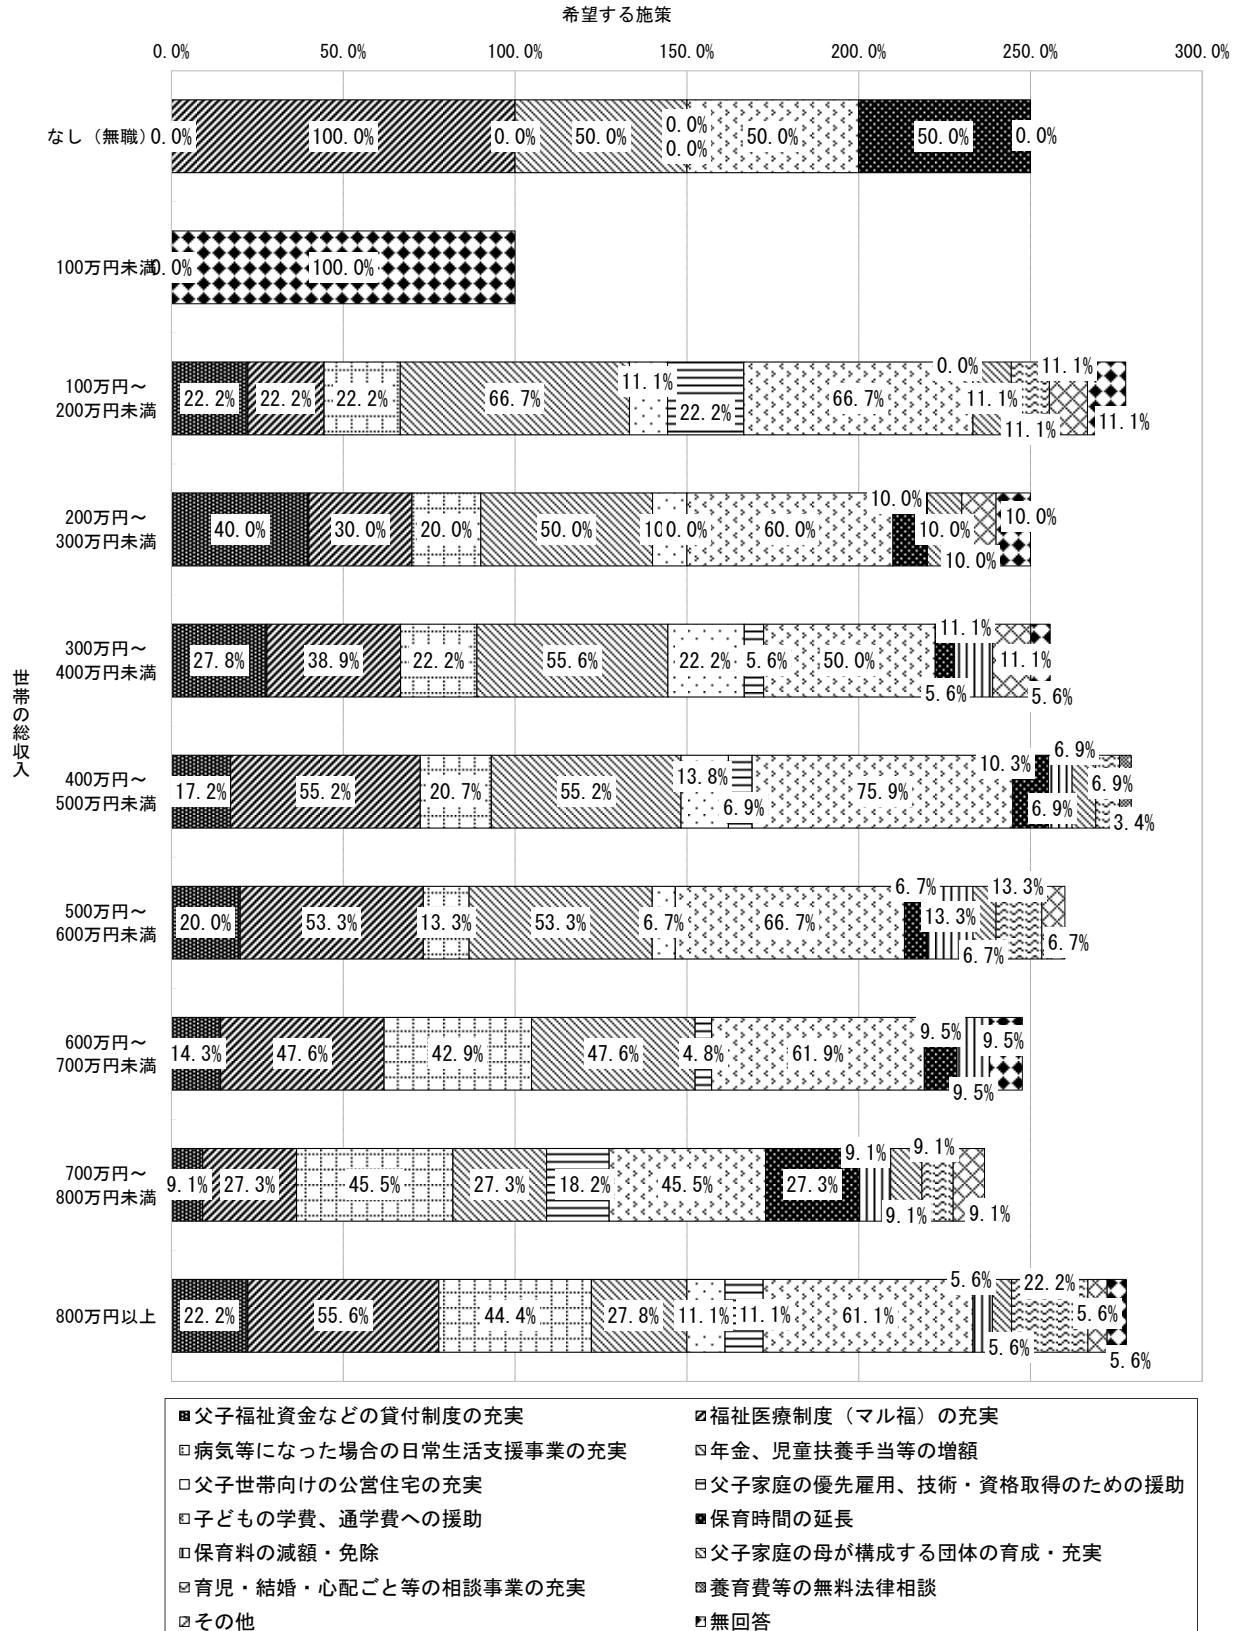 希望する施策
0.0% 50.0% 100.0% 150.0% 200.0% 250.0% 300.0%
なし（無職） 0.0% 100.0% 0.0% 50.0% 0.0% 0.0% 50.0% 50.0% 0.0%
100万円未満 0.0% 100.0%
100万円～
200万円未満
22.2% 22.2% 22.2% 66.7% 11.1% 22.2% 66.7% 0.0% 11.1% 11.1% 11.1% 11.1%
200万円～
300万円未満
40.0% 30.0% 20.0% 50.0% 10 0.0% 60.0% 10.0% 10.0% 10.0% 10.0%
世帯の総収入
300万円～
400万円未満
27.8% 38.9% 22.2% 55.6% 22.2% 5.6% 50.0% 5.6% 11.1% 11.1% 5.6%
400万円～
500万円未満
17.2% 55.2% 20.7% 55.2% 13.8% 6.9% 75.9% 10.3% 6.9% 6.9% 6.9% 3.4%
500万円～
600万円未満
20.0% 53.3% 13.3% 53.3% 6.7% 66.7% 6.7% 13.3% 6.7% 13.3% 6.7%
600万円～
700万円未満
14.3% 47.6% 42.9% 47.6% 4.8% 61.9% 9.5% 9.5% 9.5%
700万円～
800万円未満
9.1% 27.3% 45.5% 27.3% 18.2% 45.5% 27.3% 9.1% 9.1% 9.1% 9.1%
800万円以上 22.2% 55.6% 44.4% 27.8% 11.1% 11.1% 61.1% 5.6% 5.6% 22.2% 5.6% 5.6%
父子福祉資金などの貸付制度の充実 福祉医療制度（マル福）の充実
病気等になった場合の日常生活支援事業の充実 年金、児童扶養手当等の増額
父子世帯向けの公営住宅の充実 父子家庭の優先雇用、技術・資格取得のための援助
子どもの学費、通学費への援助 保育時間の延長
保育料の減額・免除 父子家庭の母が構成する団体の育成・充実
育児・結婚・心配ごと等の相談事業の充実 養育費等の無料法律相談
その他 無回答